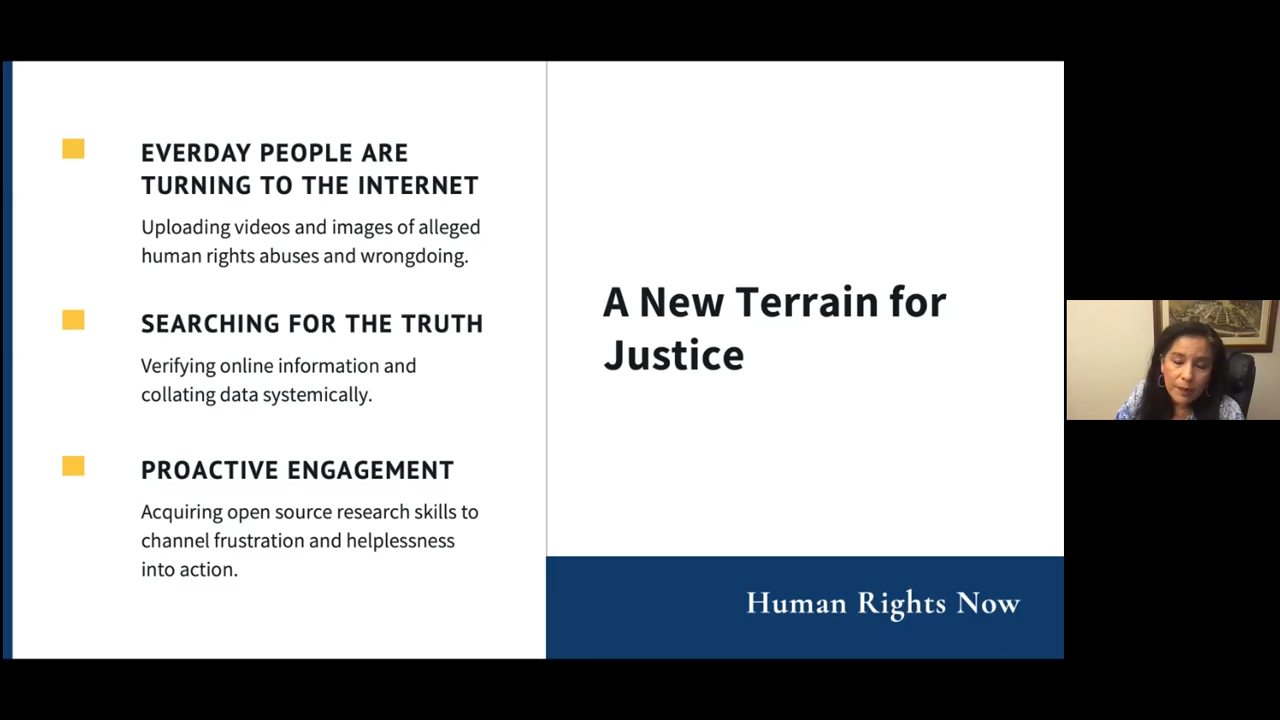 EVERDAY PEOPLE ARE
TURNING TO THE INTERNET
Uploading videos and images of alleged
human rights abuses and wrongdoing.
SEARCHING FOR THE TRUTH
Verifying online information and
collating data systemically.
PROACTIVE ENGAGEMENT
Acquiring open source research skills to
channel frustration and helplessness
into action.
A New Terrain for
Justice
Human Rights Now